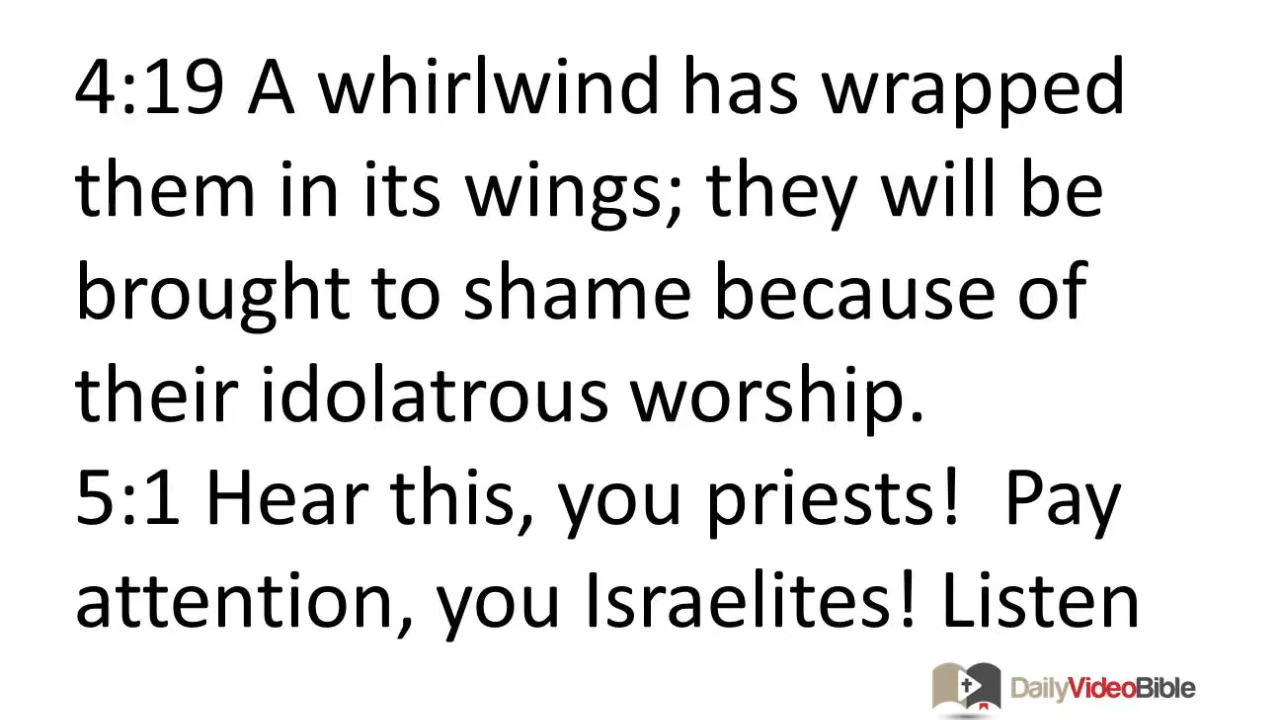 4:19 A whirlwind has wrapped
them in its wings; they will be
brought to shame because of
their idolatrous worship.
5:1 Hear this, you priests!  Pay
attention, you Israelites! Listen
DailyVideoBible